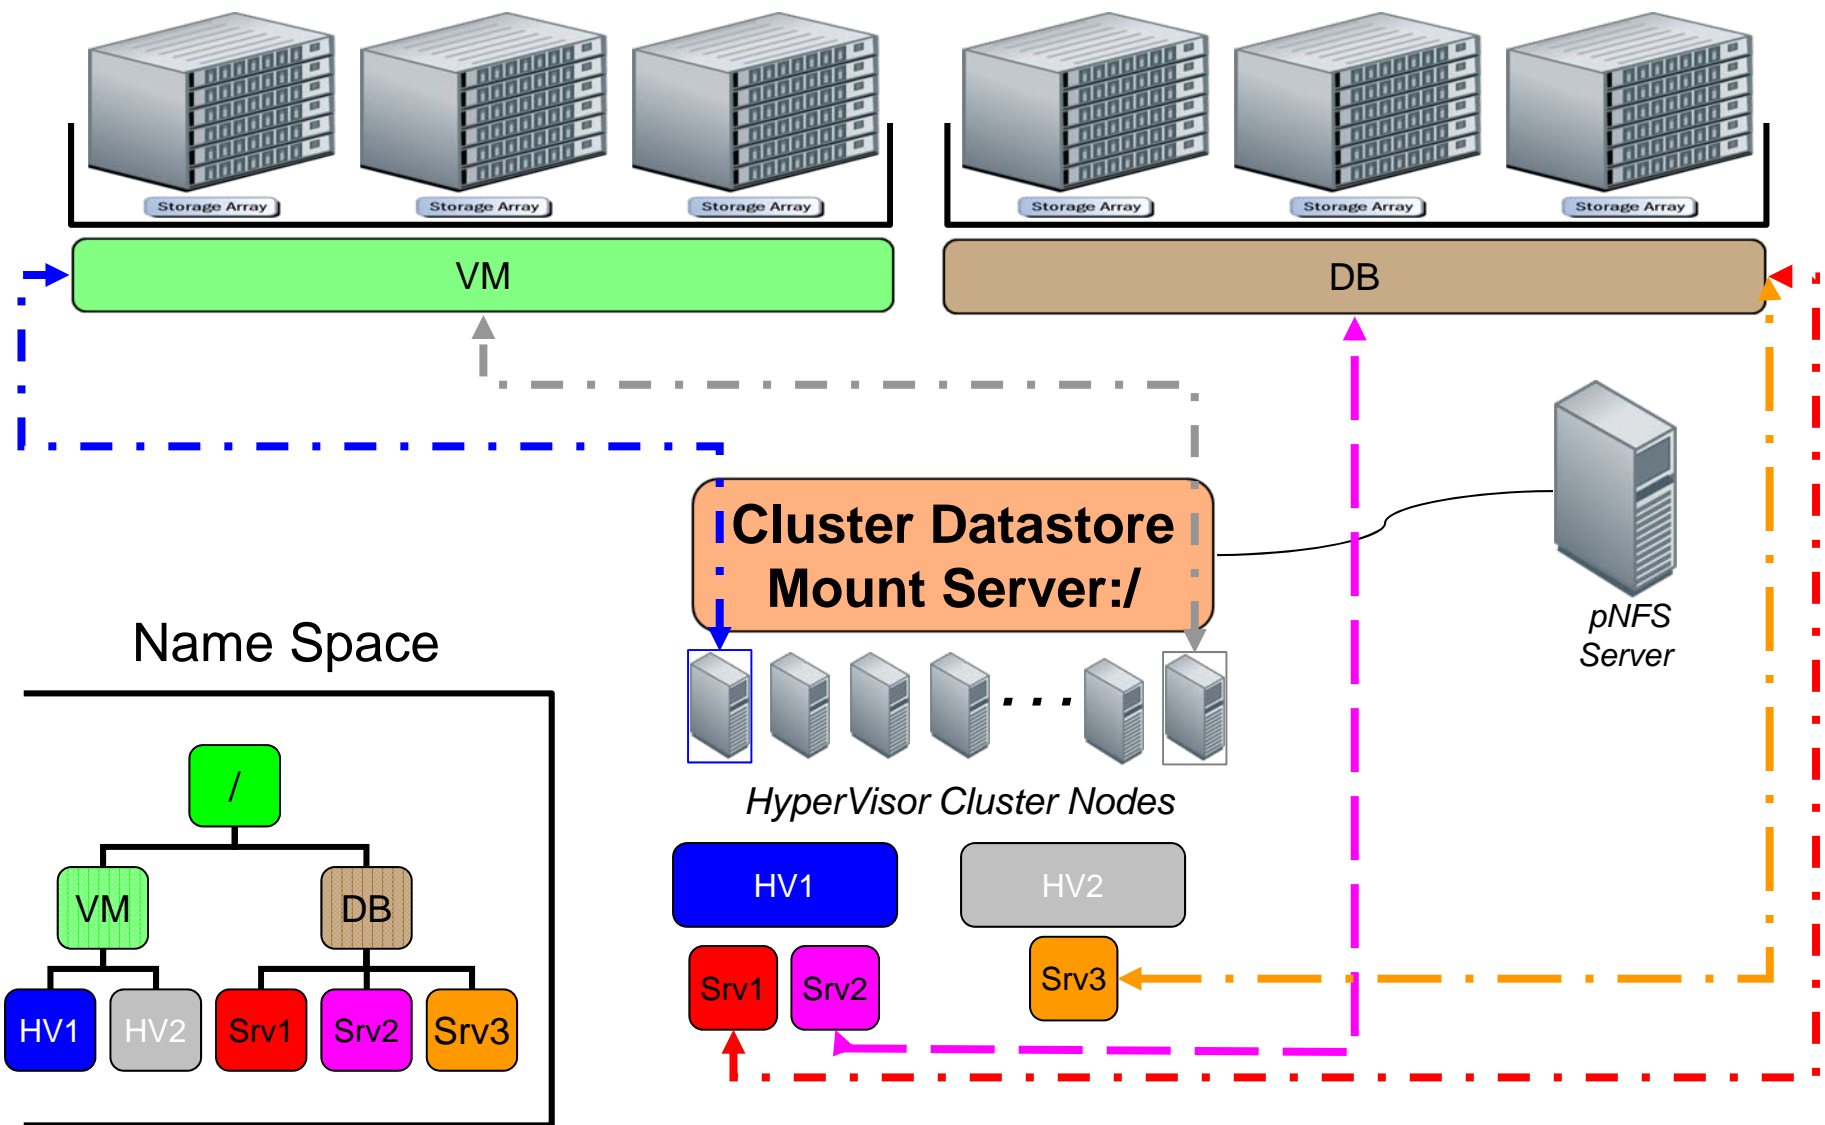 Storage Array
Storage Array
Storage Array
Storage Array
Storage Array
Storage Array
VM
DB
Cluster Datastore
Mount Server:/
pNFS
Server
Name Space
. . .
/
HyperVisor Cluster Nodes
VM
DB
HV1
HV2
HV1
HV2
Srv1
Srv2
Srv3
Srv1
Srv2
Srv3